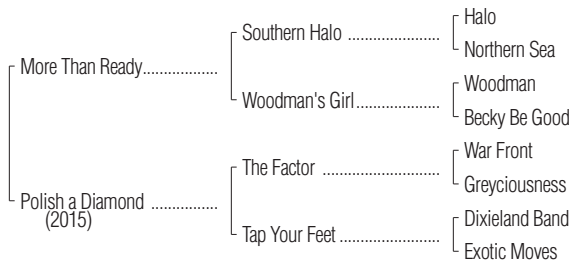 Halo
Southern Halo ....................
Northern Sea
More Than Ready................
Woodman
Woodman's Girl..................
Becky Be Good
War Front
The Factor .........................
Greyciousness
Polish a Diamond ..............
(2015)
Dixieland Band
Tap Your Feet.....................
Exotic Moves